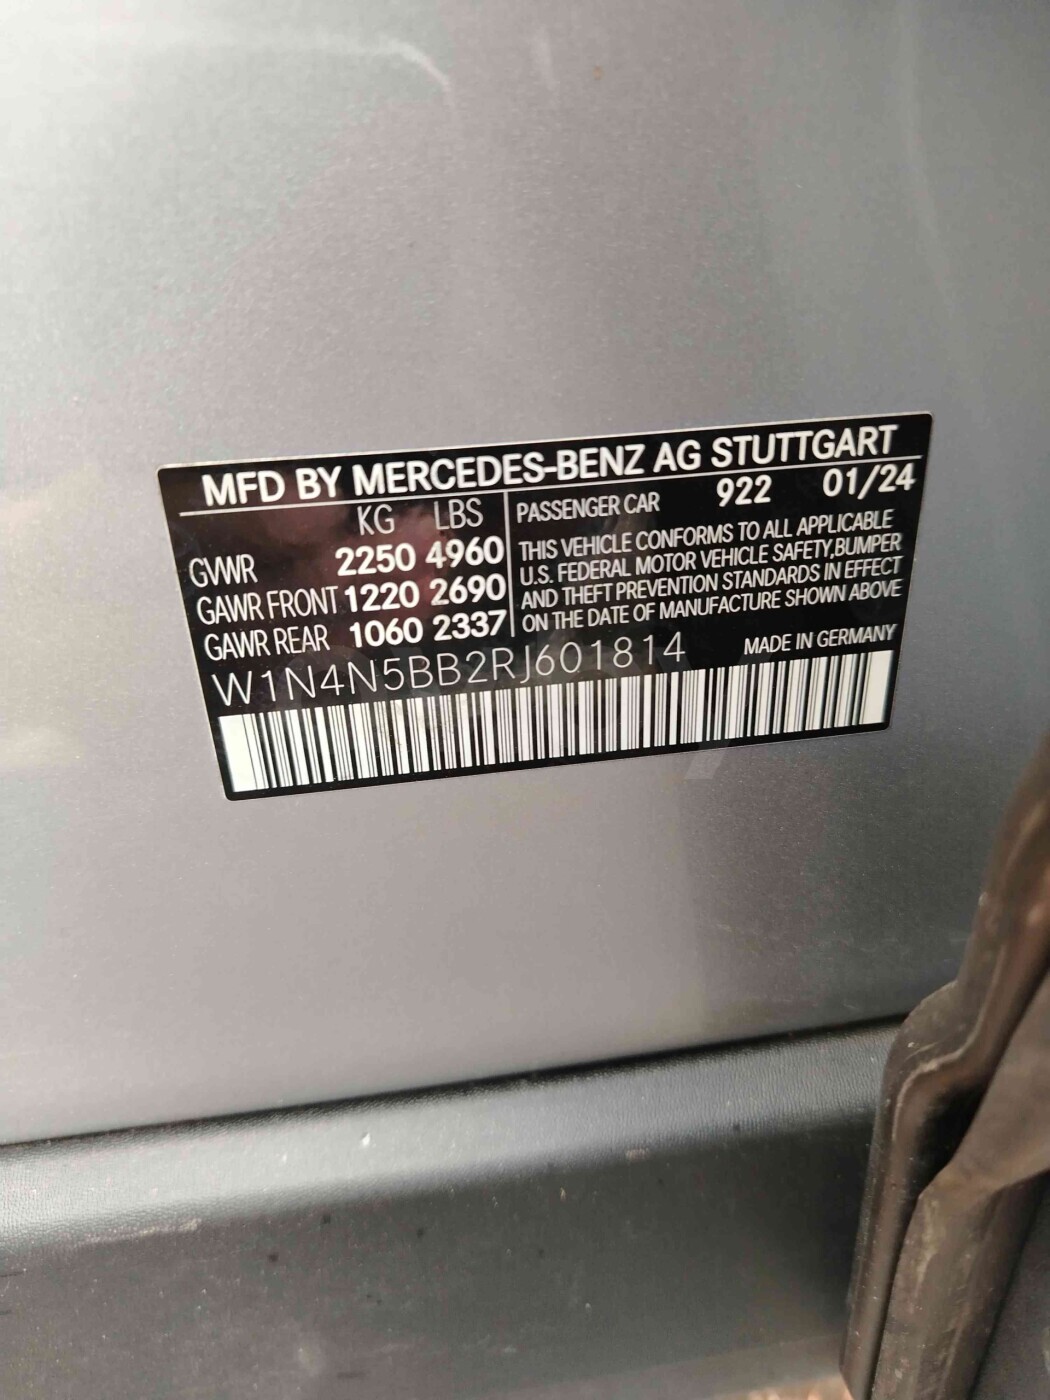 MFD BY MERCEDES-BENZ AG STUTTGART
KG LBS
GVWR 2250 4960
GAWR FRONT 1220 2690
GAWR REAR 1060 2337
PASSENGER CAR 922 01/24
THIS VEHICLE CONFORMS TO ALL APPLICABLE
U.S. FEDERAL MOTOR VEHICLE SAFETY,BUMPER
AND THEFT PREVENTION STANDARDS IN EFFECT
ON THE DATE OF MANUFACTURE SHOWN ABOVE
W1N4N5BB2RJ601814
MADE IN GERMANY